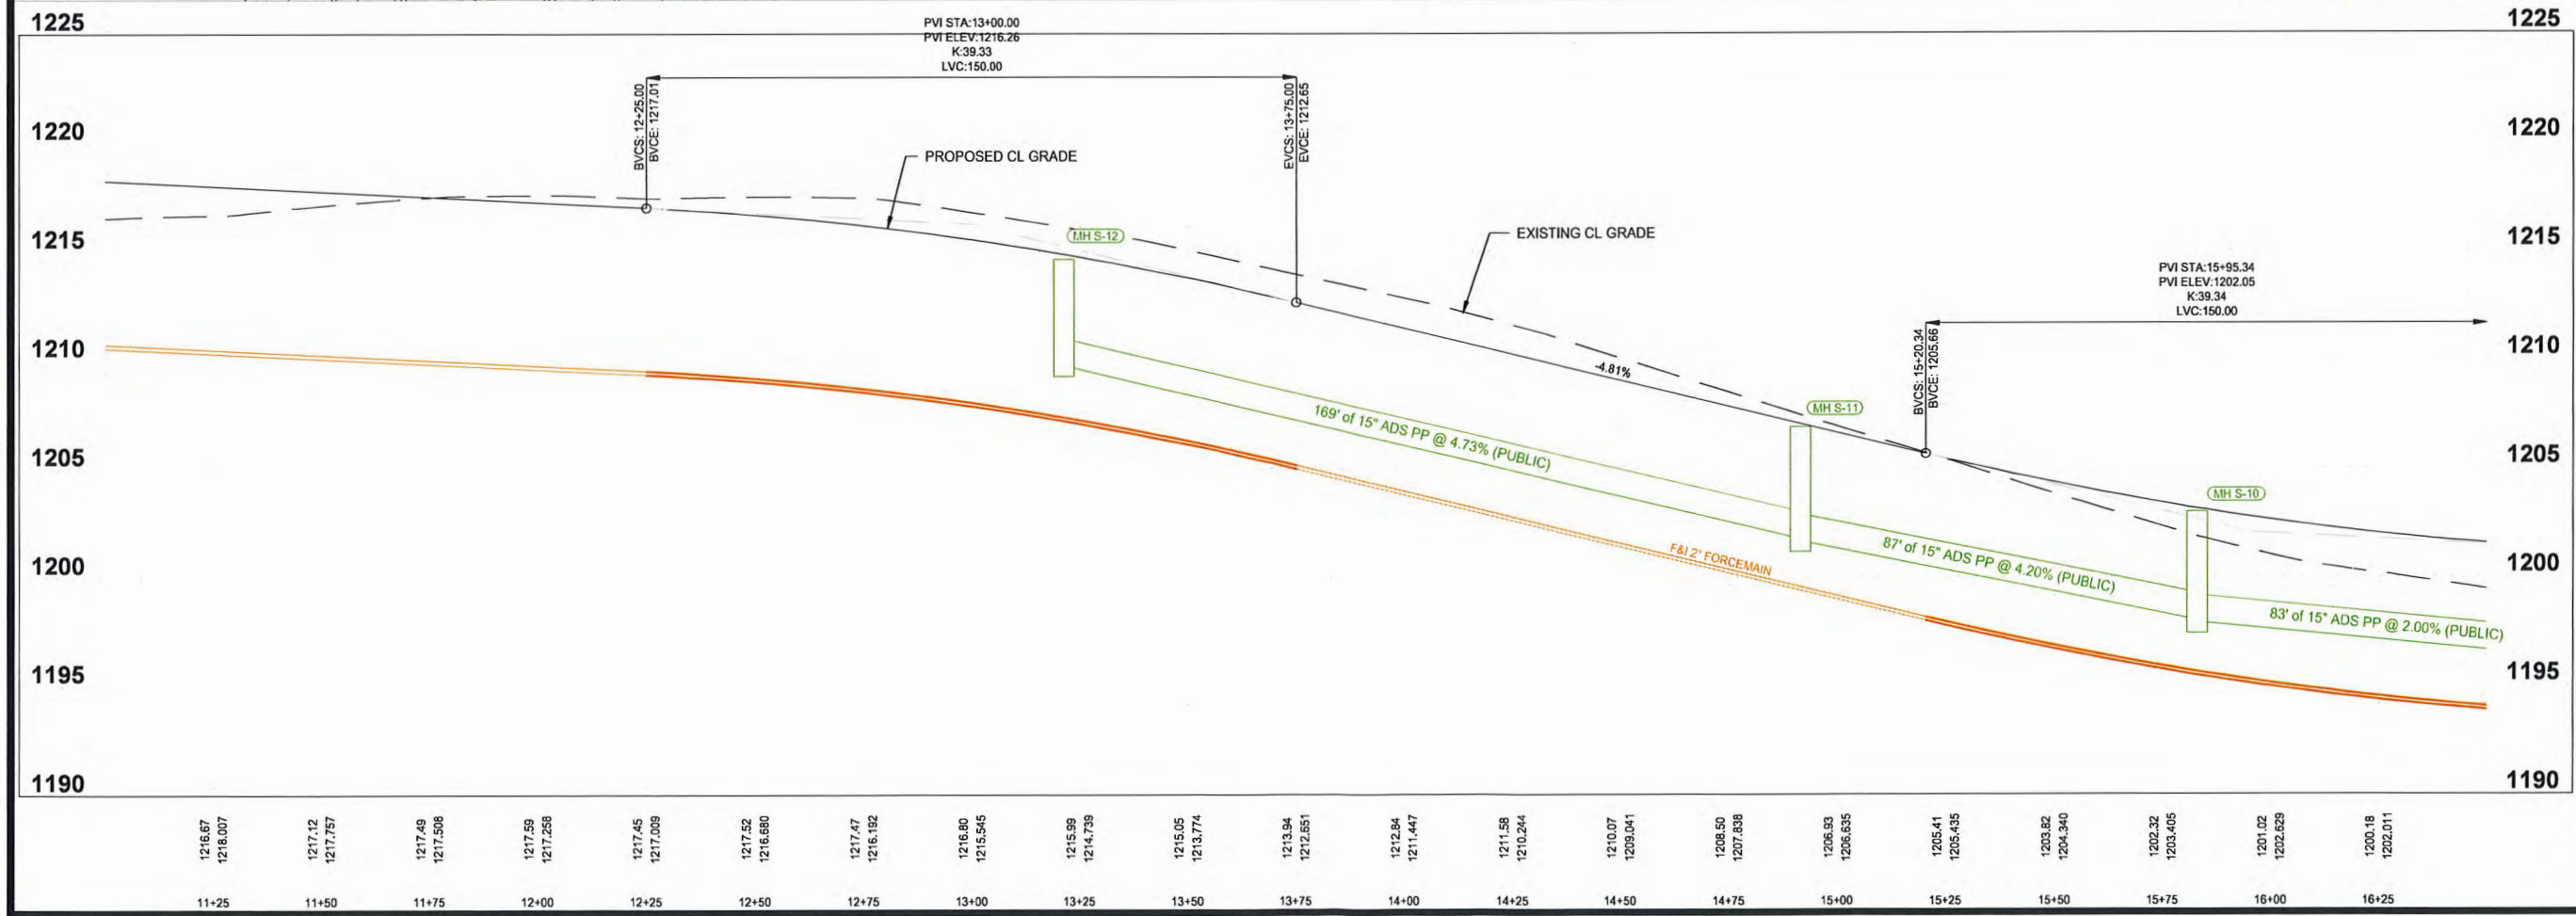 1225
1225
PVI STA:13+00.00
PVI ELEV:1216.26
K:39.33
LVC:150.00
BVCS: 12+25.00
BVCE: 1217.01
EVCS: 13+75.00
EVCE: 1212.65
1220
1220
PROPOSED CL GRADE
1215
MH S-12
EXISTING CL GRADE
1215
PVI STA:15+95.34
PVI ELEV:1202.05
K:39.34
LVC:150.00
BVCS: 15+20.34
BVCE: 1205.66
1210
1210
-4.81%
169' of 15" ADS PP @ 4.73% (PUBLIC)
MH S-11
1205
1205
MH S-10
F&I 2" FORCEMAIN
87' of 15" ADS PP @ 4.20% (PUBLIC)
1200
1200
83' of 15" ADS PP @ 2.00% (PUBLIC)
1195
1195
1190
1190
1216.67
1218.007
1217.12
1217.757
1217.49
1217.508
1217.59
1217.258
1217.45
1217.009
1217.52
1216.680
1217.47
1216.192
1216.80
1215.545
1215.99
1214.739
1215.05
1213.774
1213.94
1212.651
1212.84
1211.447
1211.58
1210.244
1210.07
1209.041
1208.50
1207.838
1206.93
1206.635
1205.41
1205.435
1203.82
1204.340
1202.32
1203.405
1201.02
1202.629
1200.18
1202.011
11+25 11+50 11+75 12+00 12+25 12+50 12+75 13+00 13+25 13+50 13+75 14+00 14+25 14+50 14+75 15+00 15+25 15+50 15+75 16+00 16+25